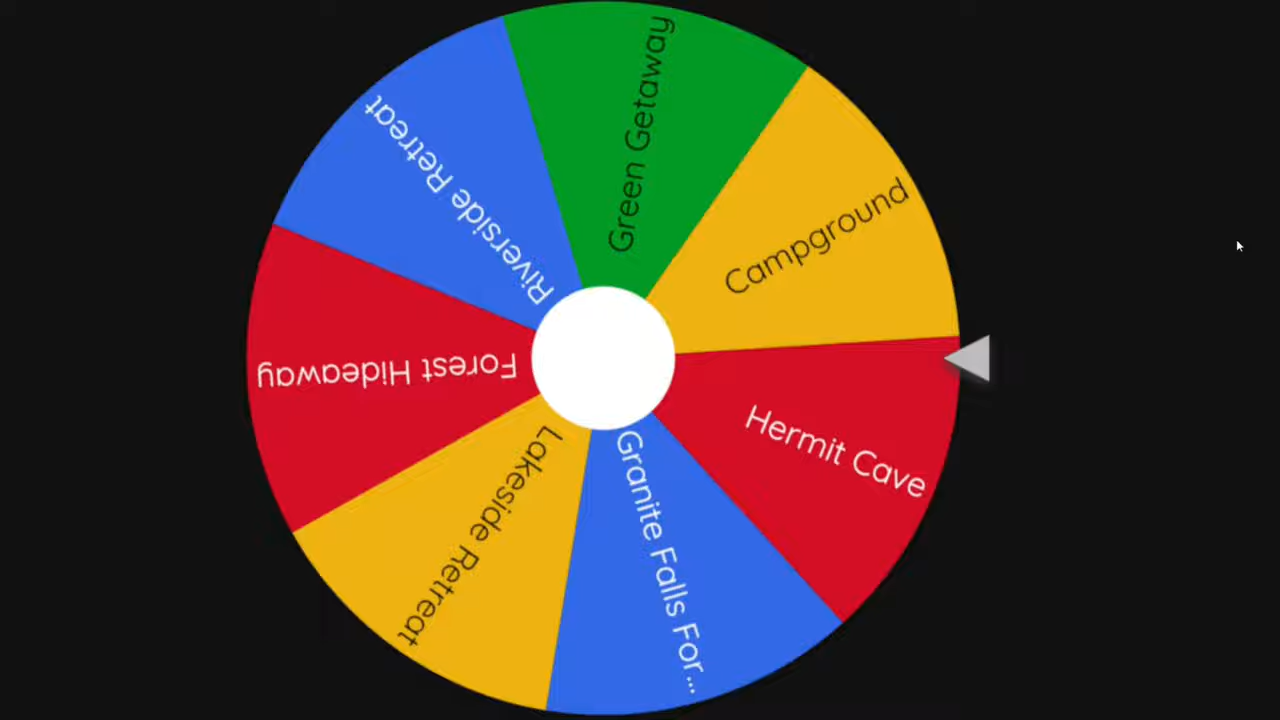 Green Getaway
Campground
Hermit Cave
Granite Falls For...
Lakeside Retreat
Forest Hideaway
Riverside Retreat